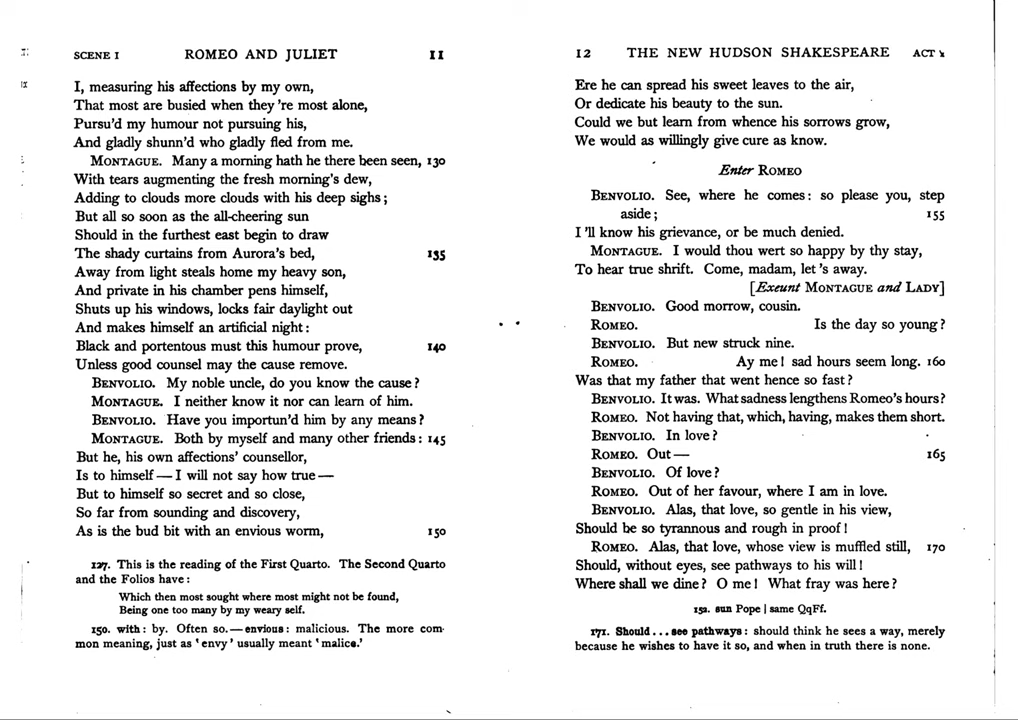 SCENE I ROMEO AND JULIET 11
I, measuring his affections by my own,
That most are busied when they 're most alone,
Pursu'd my humour not pursuing his,
And gladly shunn'd who gladly fled from me.
MONTAGUE. Many a morning hath he there been seen, 130
With tears augmenting the fresh morning's dew,
Adding to clouds more clouds with his deep sighs;
But all so soon as the all-cheering sun
Should in the furthest east begin to draw
The shady curtains from Aurora's bed, 135
Away from light steals home my heavy son,
And private in his chamber pens himself,
Shuts up his windows, locks fair daylight out
And makes himself an artificial night:
Black and portentous must this humour prove, 140
Unless good counsel may the cause remove.
BENVOLIO. My noble uncle, do you know the cause?
MONTAGUE. I neither know it nor can learn of him.
BENVOLIO. Have you importun'd him by any means?
MONTAGUE. Both by myself and many other friends: 145
But he, his own affections' counsellor,
Is to himself — I will not say how true —
But to himself so secret and so close,
So far from sounding and discovery,
As is the bud bit with an envious worm, 150
127. This is the reading of the First Quarto. The Second Quarto
and the Folios have:
Which then most sought where most might not be found,
Being one too many by my weary self.
150. with: by. Often so.—envious: malicious. The more com-
mon meaning, just as 'envy' usually meant 'malice.'
12 THE NEW HUDSON SHAKESPEARE ACT I
Ere he can spread his sweet leaves to the air,
Or dedicate his beauty to the sun.
Could we but learn from whence his sorrows grow,
We would as willingly give cure as know.
Enter ROMEO
BENVOLIO. See, where he comes: so please you, step
aside; 155
I 'll know his grievance, or be much denied.
MONTAGUE. I would thou wert so happy by thy stay,
To hear true shrift. Come, madam, let 's away.
[Exeunt MONTAGUE and LADY]
BENVOLIO. Good morrow, cousin.
ROMEO. Is the day so young?
BENVOLIO. But new struck nine.
ROMEO. Ay me! sad hours seem long. 160
Was that my father that went hence so fast?
BENVOLIO. It was. What sadness lengthens Romeo's hours?
ROMEO. Not having that, which, having, makes them short.
BENVOLIO. In love?
ROMEO. Out — 165
BENVOLIO. Of love?
ROMEO. Out of her favour, where I am in love.
BENVOLIO. Alas, that love, so gentle in his view,
Should be so tyrannous and rough in proof!
ROMEO. Alas, that love, whose view is muffled still, 170
Should, without eyes, see pathways to his will!
Where shall we dine? O me! What fray was here?
152. sun Pope | same QqFf.
171. Should...see pathways: should think he sees a way, merely
because he wishes to have it so, and when in truth there is none.